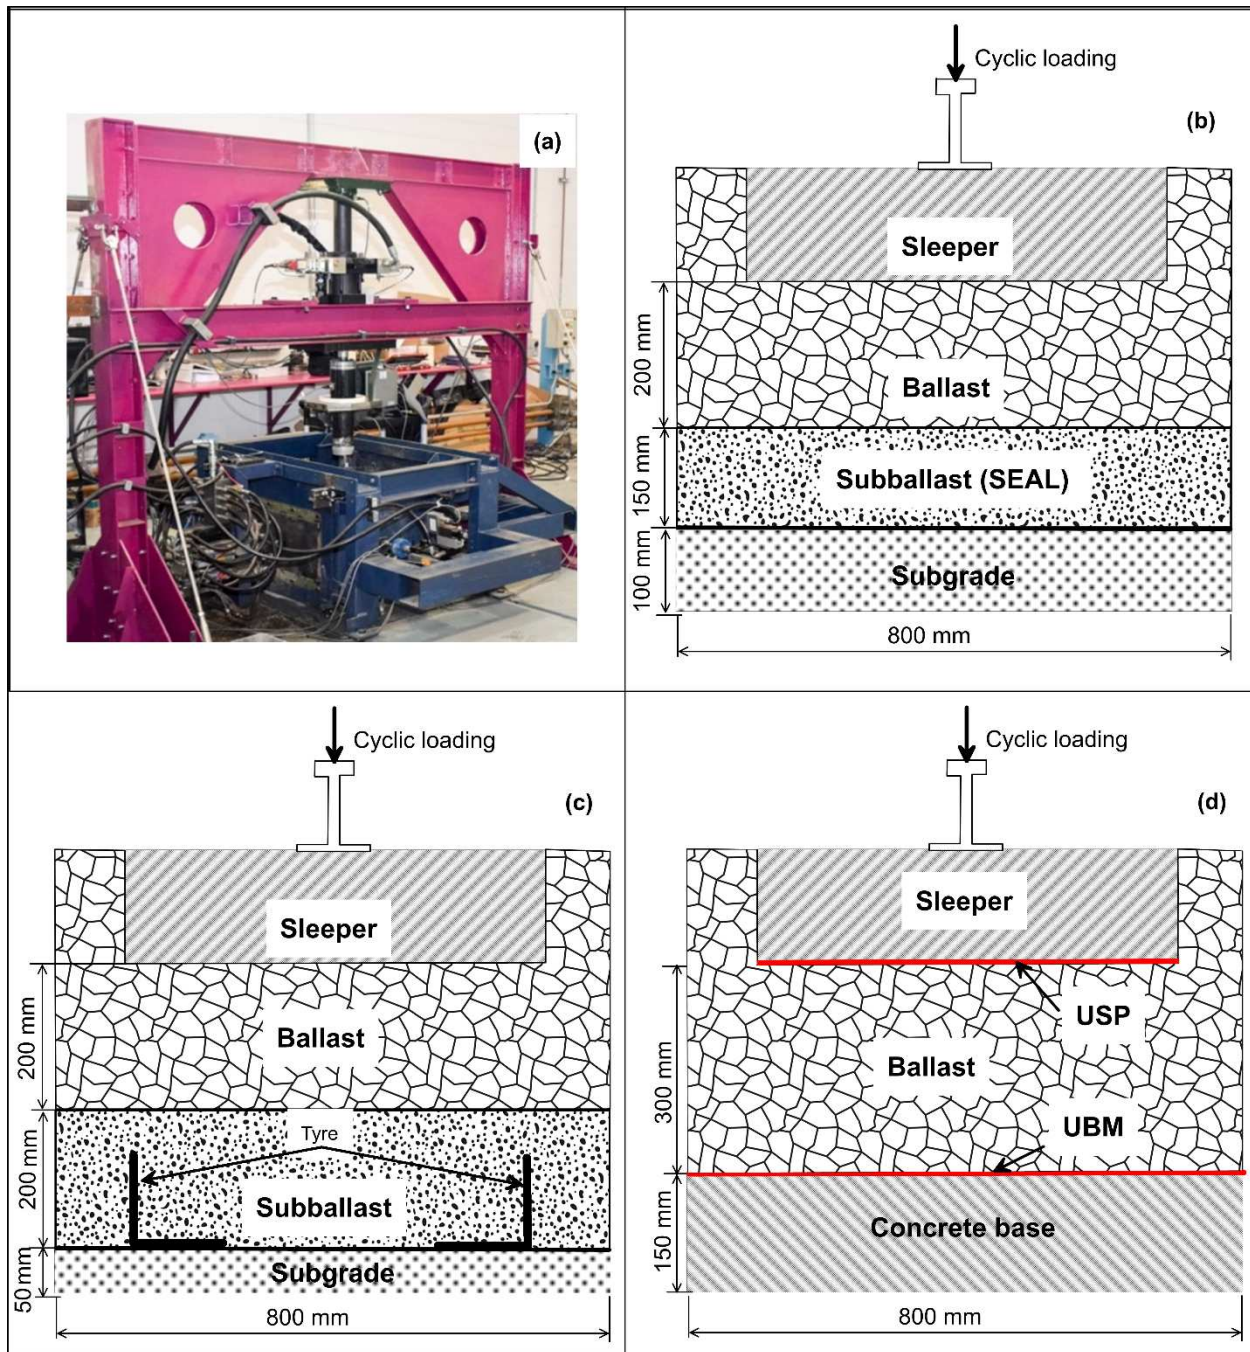 (a)
Cyclic loading
(b)
Sleeper
200 mm
Ballast
150 mm
Subballast (SEAL)
100 mm
Subgrade
800 mm
Cyclic loading
(c)
Sleeper
200 mm
Ballast
200 mm
Tyre
Subballast
50 mm
Subgrade
800 mm
Cyclic loading
(d)
Sleeper
USP
300 mm
Ballast
UBM
150 mm
Concrete base
800 mm